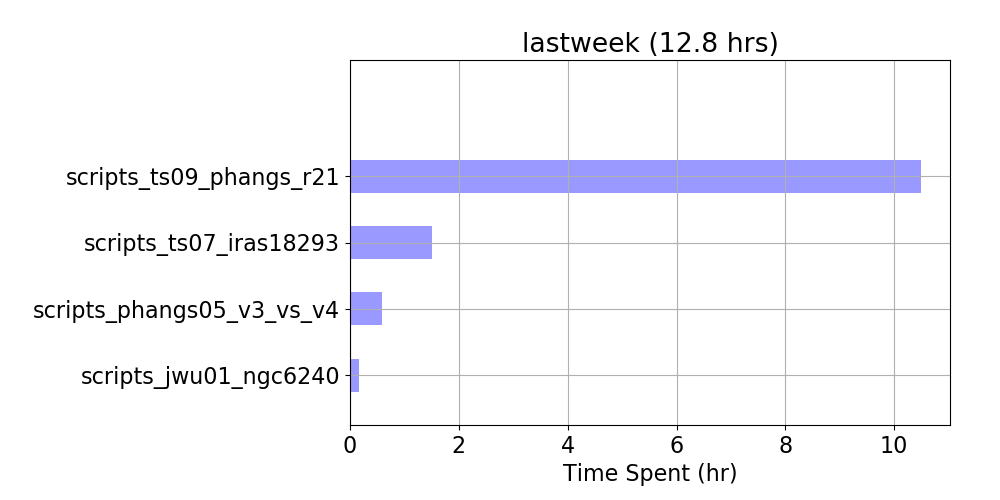 lastweek (12.8 hrs)
scripts_ts09_phangs_r21
scripts_ts07_iras18293
scripts_phangs05_v3_vs_v4
scripts_jwu01_ngc6240
0 2 4 6 8 10
Time Spent (hr)